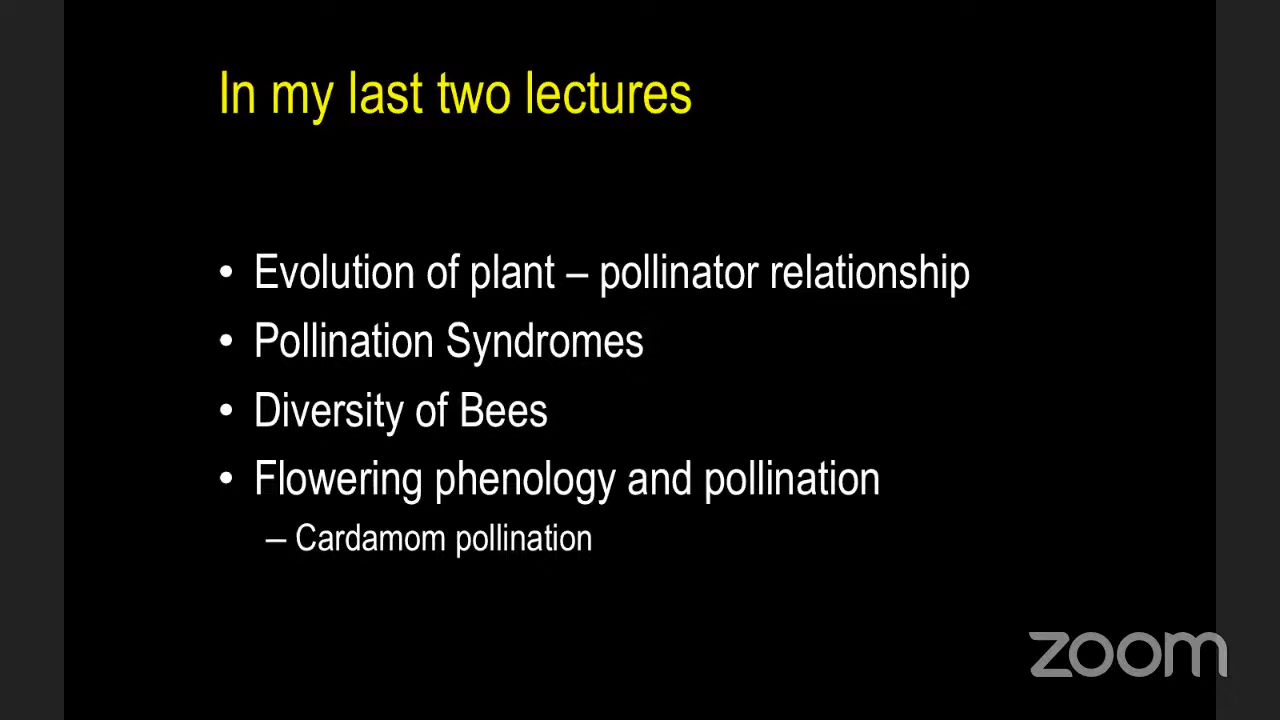 In my last two lectures
• Evolution of plant – pollinator relationship
• Pollination Syndromes
• Diversity of Bees
• Flowering phenology and pollination
– Cardamom pollination
zoom